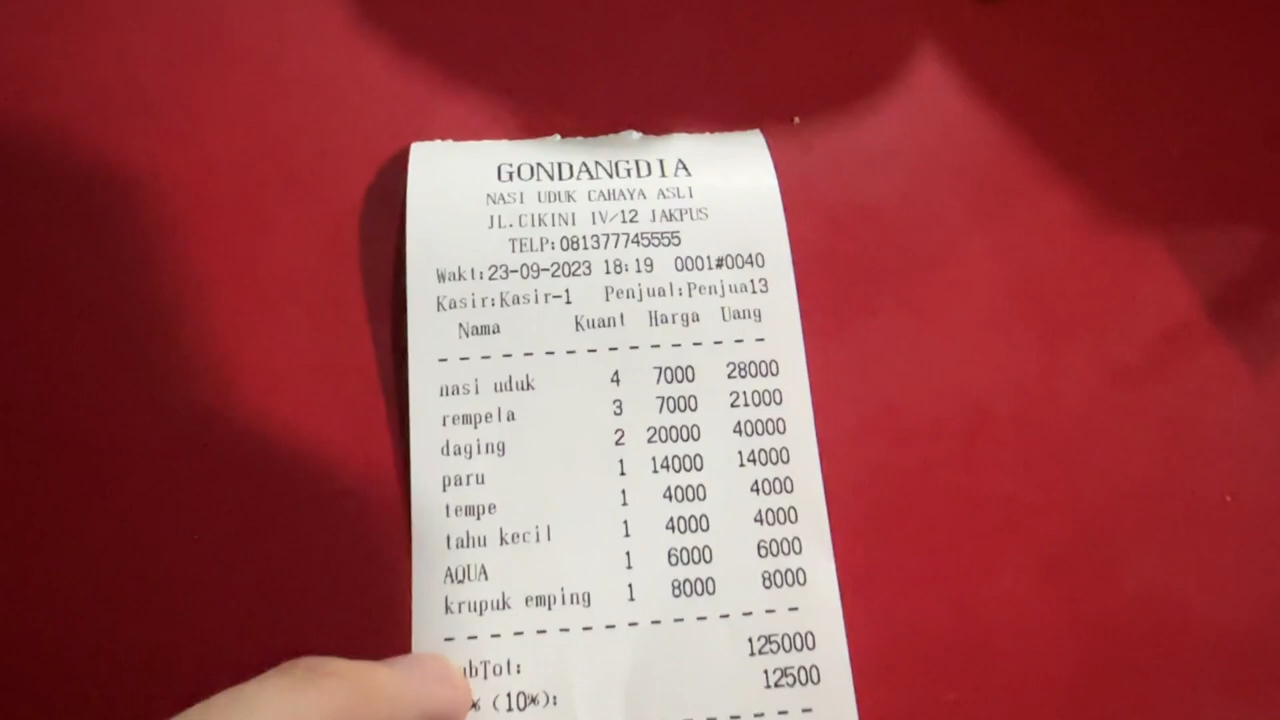 GONDANGDIA
NASI UDUK CAHAYA ASLI
JL.CIKINI IV/12 JAKPUS
TELP:081377745555
Wakt:23-09-2023 18:19 0001#0040
Kasir:Kasir-1 Penjual:Penjua13
Nama Kuant Harga Uang
nasi uduk 4 7000 28000
rempela 3 7000 21000
daging 2 20000 40000
paru 1 14000 14000
tempe 1 4000 4000
tahu kecil 1 4000 4000
AQUA 1 6000 6000
krupuk emping 1 8000 8000
ubTot: 125000
% (10%): 12500